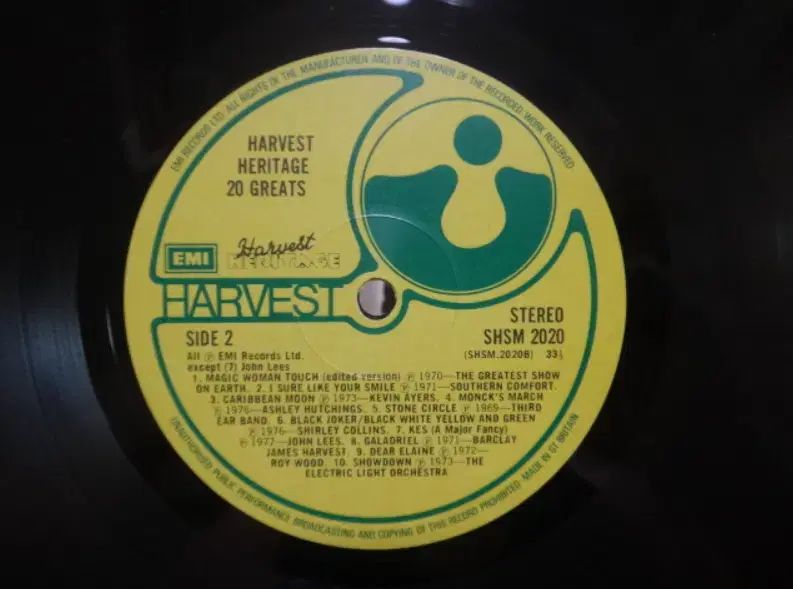 EMI RECORDS LTD. ALL RIGHTS OF THE MANUFACTURER AND OF THE OWNER OF THE RECORDED WORK RESERVED
HARVEST
HERITAGE
20 GREATS
EMI
Harvest
HERITAGE
HARVEST
STEREO
SIDE 2
SHSM 2020
All ℗ EMI Records Ltd.
(SHSM.2020B) 33⅓
except (7) John Lees
1. MAGIC WOMAN TOUCH (edited version) ℗ 1970—THE GREATEST SHOW
ON EARTH. 2. I SURE LIKE YOUR SMILE ℗ 1971—SOUTHERN COMFORT.
3. CARIBBEAN MOON ℗ 1973—KEVIN AYERS. 4. MONCK'S MARCH
℗ 1976—ASHLEY HUTCHINGS. 5. STONE CIRCLE ℗ 1969—THIRD
EAR BAND. 6. BLACK JOKER/BLACK WHITE YELLOW AND GREEN
℗ 1976—SHIRLEY COLLINS. 7. KES (A Major Fancy)
℗ 1977—JOHN LEES. 8. GALADRIEL ℗ 1971—BARCLAY
JAMES HARVEST. 9. DEAR ELAINE ℗ 1972—
ROY WOOD. 10. SHOWDOWN ℗ 1973—THE
ELECTRIC LIGHT ORCHESTRA
UNAUTHORISED PUBLIC PERFORMANCE BROADCASTING AND COPYING OF THIS RECORD PROHIBITED · MADE IN GT BRITAIN